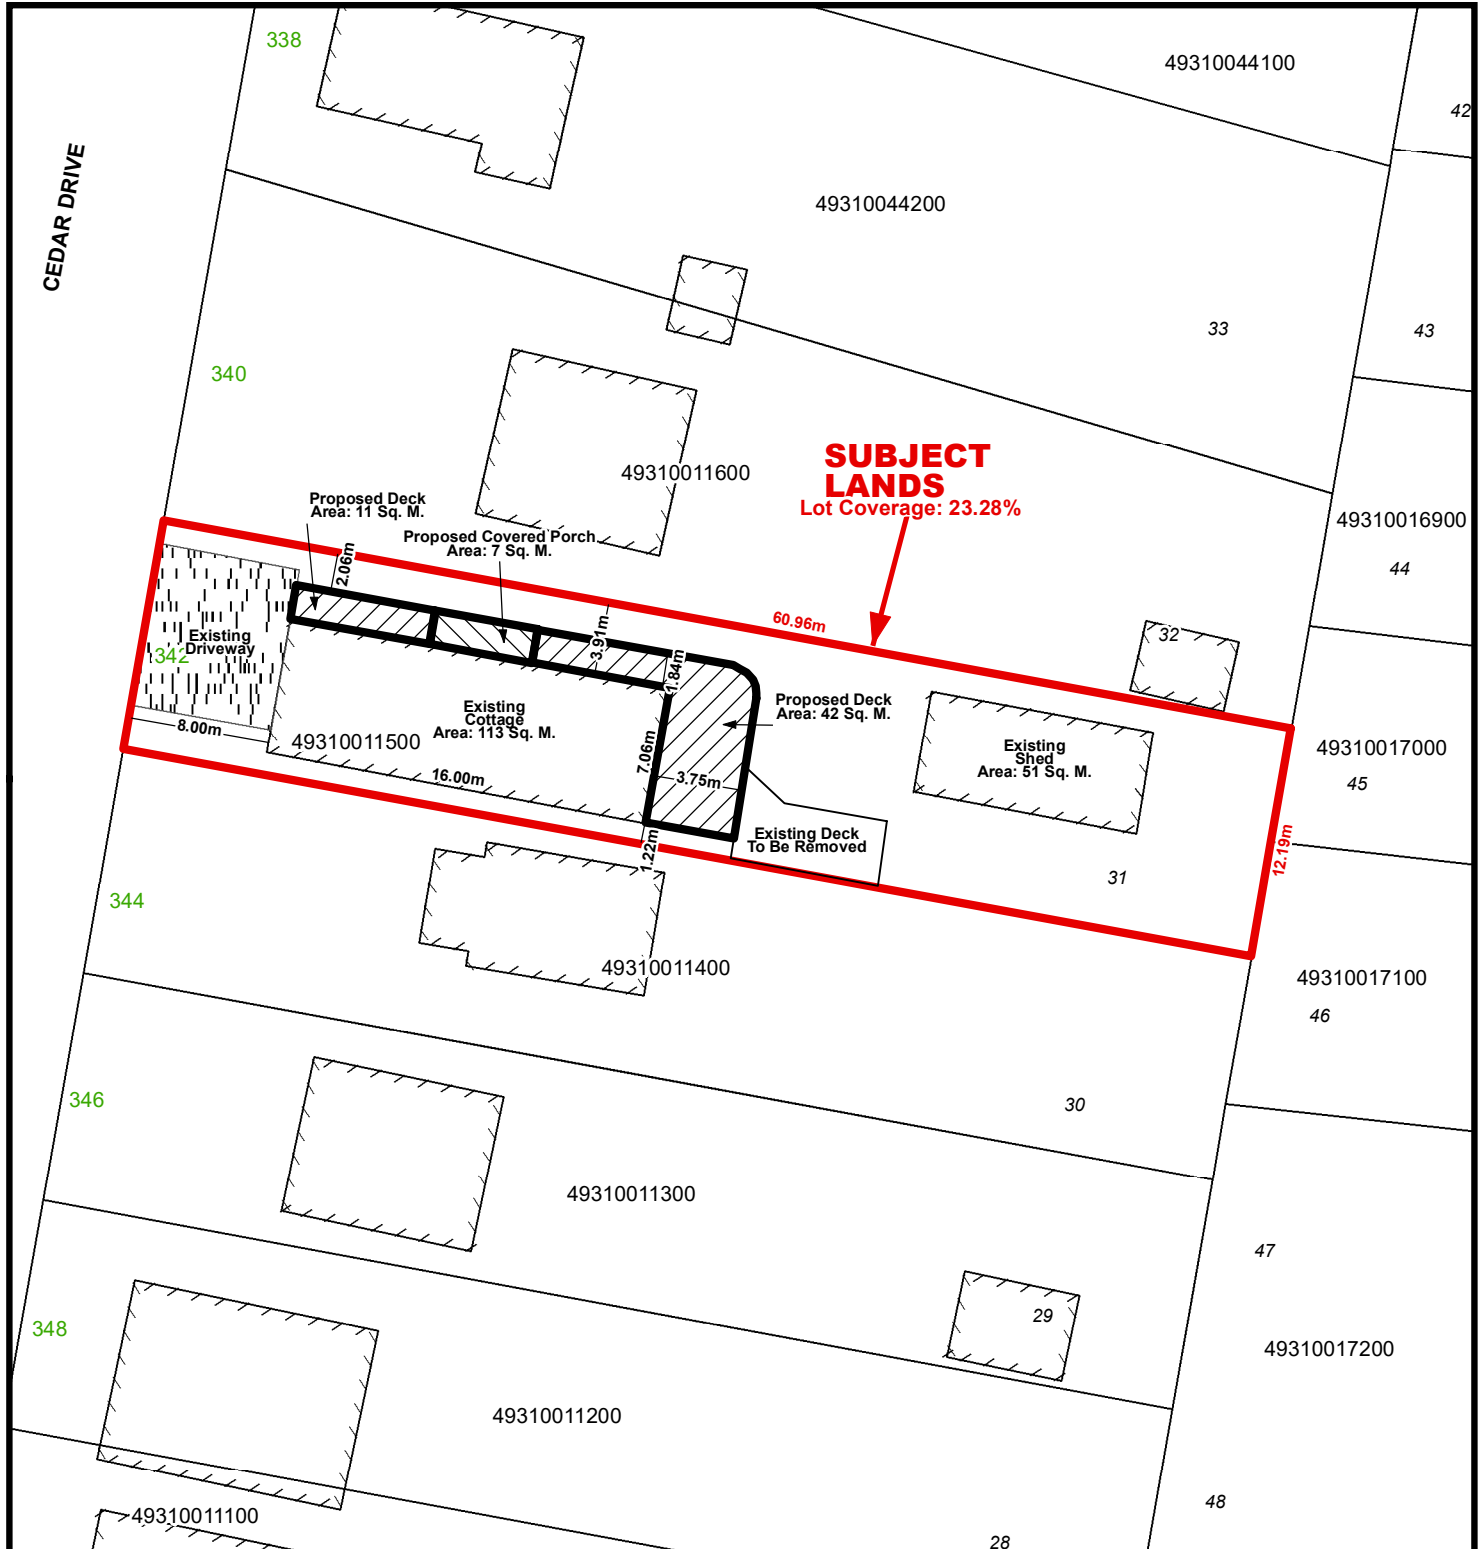 338
49310044100
42
CEDAR DRIVE
49310044200
33
43
340
SUBJECT
LANDS
Lot Coverage: 23.28%
49310011600
Proposed Deck
Area: 11 Sq. M.
Proposed Covered Porch
Area: 7 Sq. M.
49310016900
44
2.06m
3.91m
60.96m
32
Existing
Driveway
342
1.84m
Proposed Deck
Area: 42 Sq. M.
Existing
Cottage
Area: 113 Sq. M.
8.00m
49310011500
7.06m
16.00m
3.75m
Existing
Shed
Area: 51 Sq. M.
49310017000
45
Existing Deck
To Be Removed
1.22m
12.19m
31
344
49310011400
49310017100
46
346
30
49310011300
47
29
348
49310017200
49310011200
48
49310011100
28